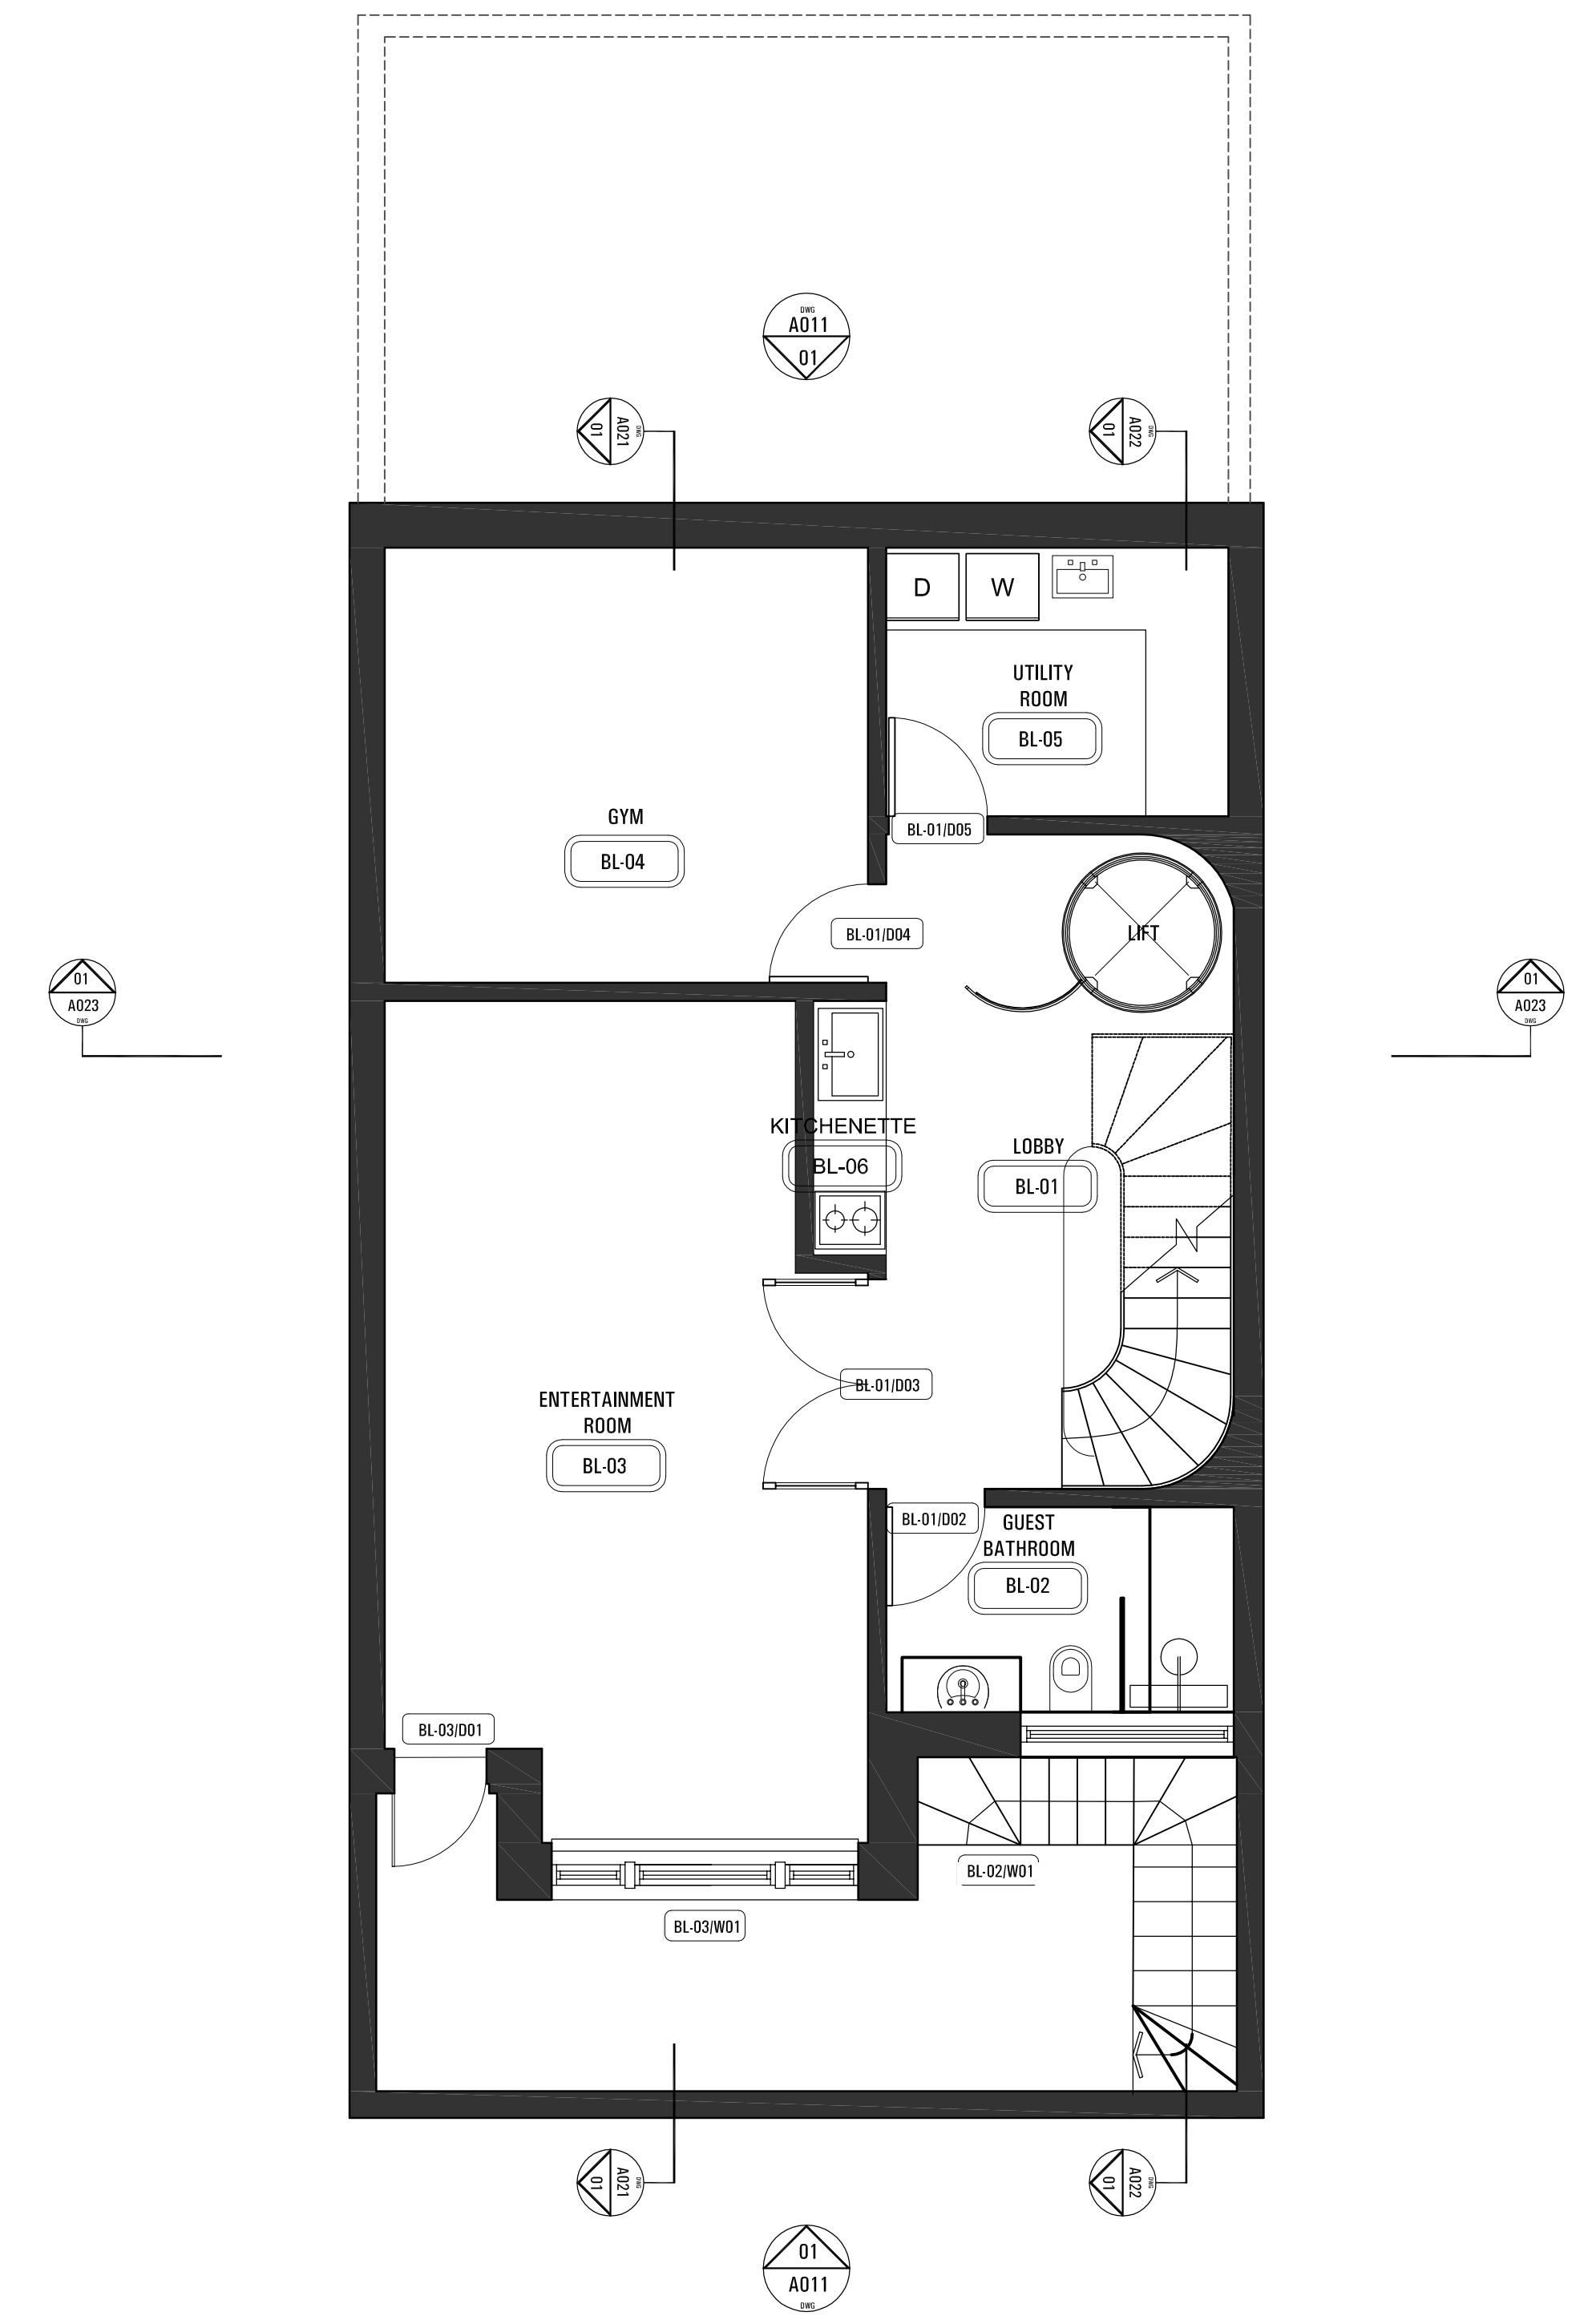 DWG
A011
01
DWG
A021
01
DWG
A022
01
D
W
UTILITY
ROOM
BL-05
GYM
BL-04
BL-01/D05
BL-01/D04
LIFT
01
A023
DWG
01
A023
DWG
KITCHENETTE
BL-06
LOBBY
BL-01
BL-01/D03
ENTERTAINMENT
ROOM
BL-03
BL-01/D02
GUEST
BATHROOM
BL-02
BL-03/D01
BL-02/W01
BL-03/W01
DWG
A021
01
DWG
A022
01
01
A011
DWG